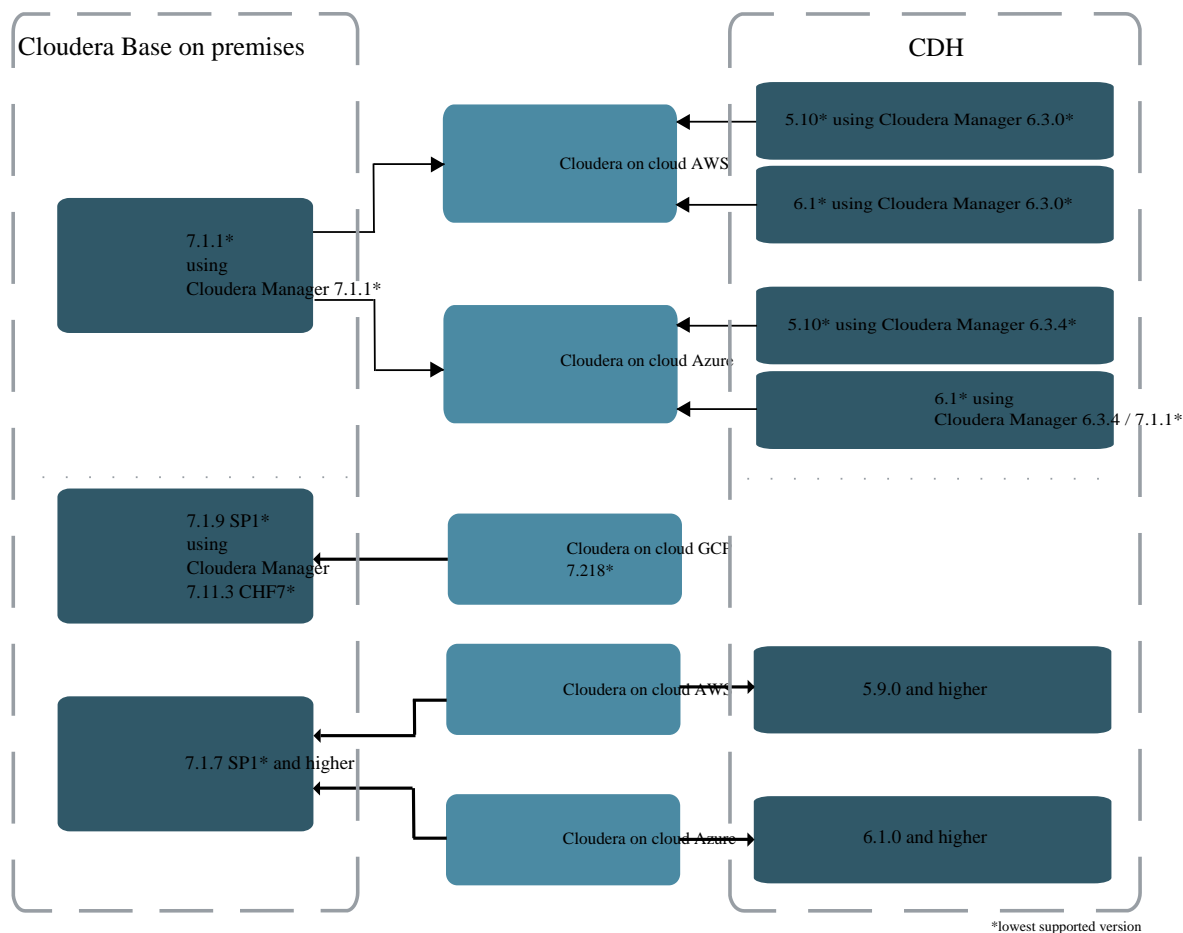 Cloudera Base on premises
CDH
5.10* using Cloudera Manager 6.3.0*
Cloudera on cloud AWS
6.1* using Cloudera Manager 6.3.0*
7.1.1*
using
Cloudera Manager 7.1.1*
5.10* using Cloudera Manager 6.3.4*
Cloudera on cloud Azure
6.1* using
Cloudera Manager 6.3.4 / 7.1.1*
7.1.9 SP1*
using
Cloudera Manager
7.11.3 CHF7*
Cloudera on cloud GCP
7.218*
Cloudera on cloud AWS
5.9.0 and higher
7.1.7 SP1* and higher
Cloudera on cloud Azure
6.1.0 and higher
*lowest supported version